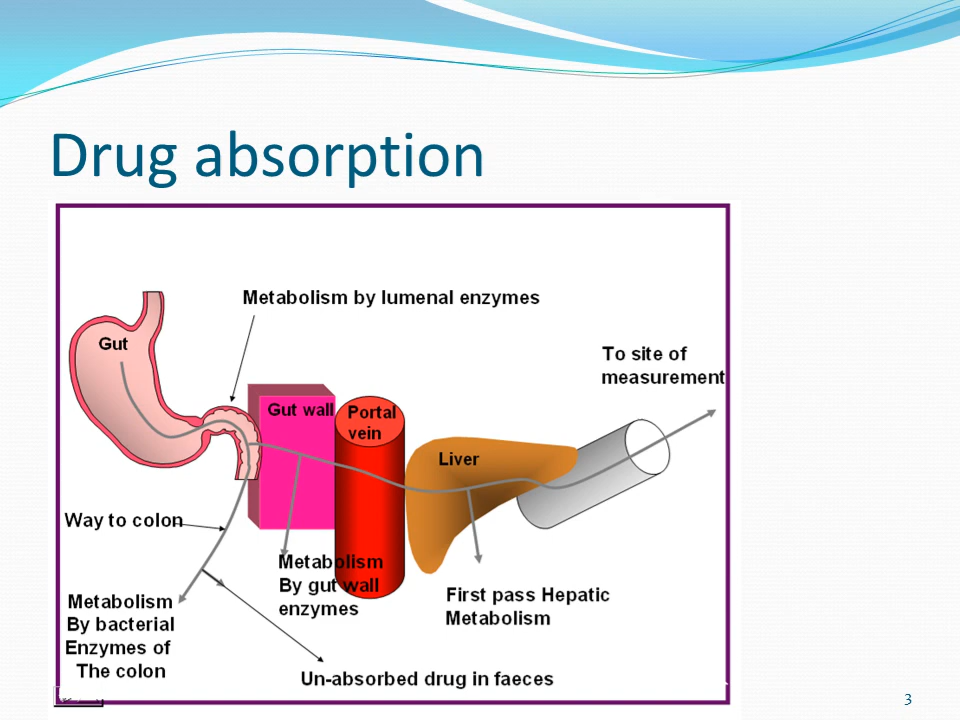 Drug absorption
Metabolism by lumenal enzymes
Gut
To site of
measurement
Gut wall
Portal
vein
Liver
Way to colon
Metabolism
By gut wall
enzymes
First pass Hepatic
Metabolism
Metabolism
By bacterial
Enzymes of
The colon
Un-absorbed drug in faeces
3